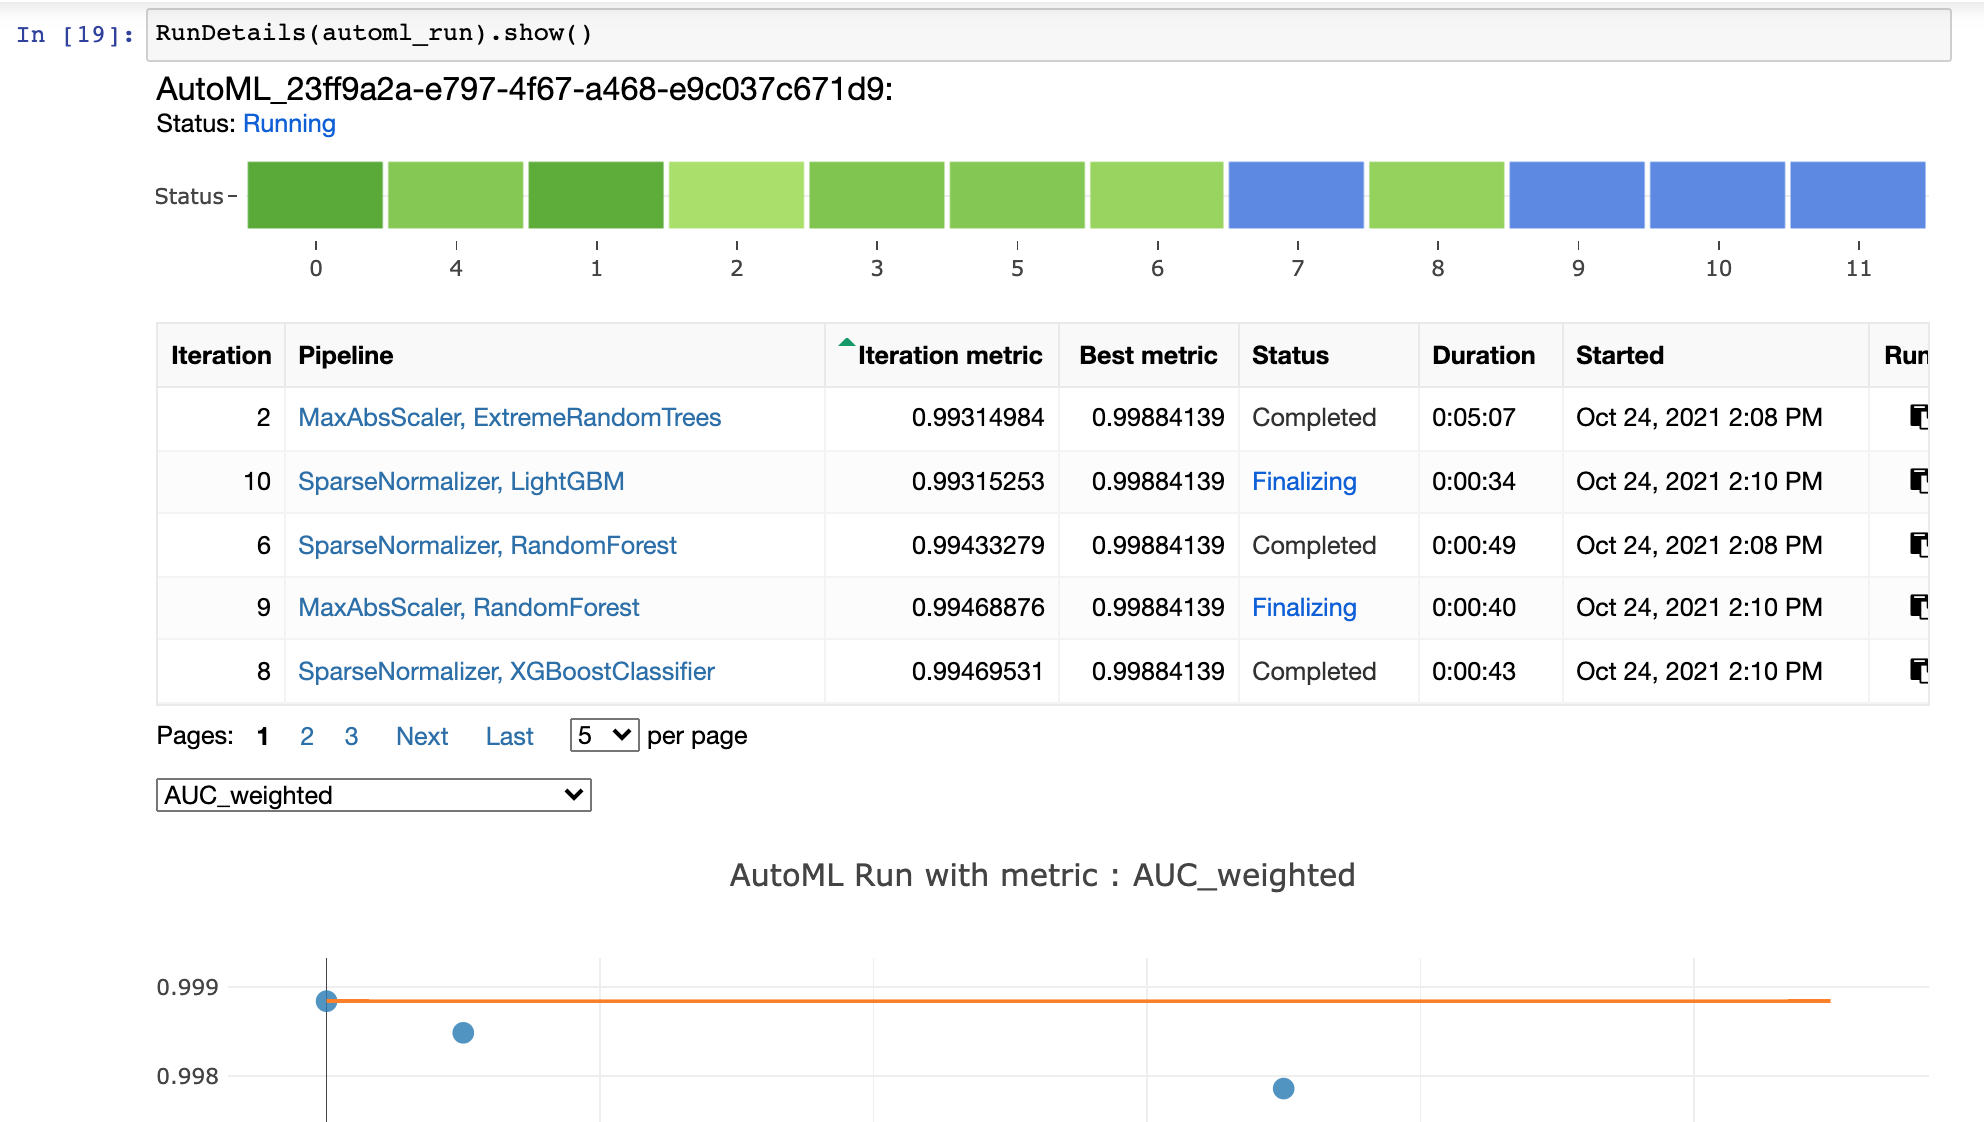 In [19]: RunDetails(automl_run).show()
AutoML_23ff9a2a-e797-4f67-a468-e9c037c671d9:
Status: Running
Status
0 4 1 2 3 5 6 7 8 9 10 11
Iteration Pipeline Iteration metric Best metric Status Duration Started Run
2 MaxAbsScaler, ExtremeRandomTrees 0.99314984 0.99884139 Completed 0:05:07 Oct 24, 2021 2:08 PM
10 SparseNormalizer, LightGBM 0.99315253 0.99884139 Finalizing 0:00:34 Oct 24, 2021 2:10 PM
6 SparseNormalizer, RandomForest 0.99433279 0.99884139 Completed 0:00:49 Oct 24, 2021 2:08 PM
9 MaxAbsScaler, RandomForest 0.99468876 0.99884139 Finalizing 0:00:40 Oct 24, 2021 2:10 PM
8 SparseNormalizer, XGBoostClassifier 0.99469531 0.99884139 Completed 0:00:43 Oct 24, 2021 2:10 PM
Pages: 1 2 3 Next Last 5 per page
AUC_weighted
AutoML Run with metric : AUC_weighted
0.999
0.998